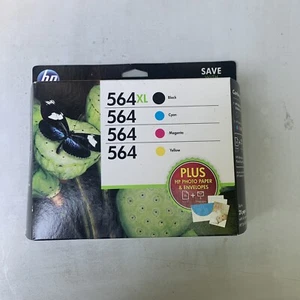 hp
SAVE
564XL Black
564 Cyan
564 Magenta
564 Yellow
PLUS
HP PHOTO PAPER
& ENVELOPES